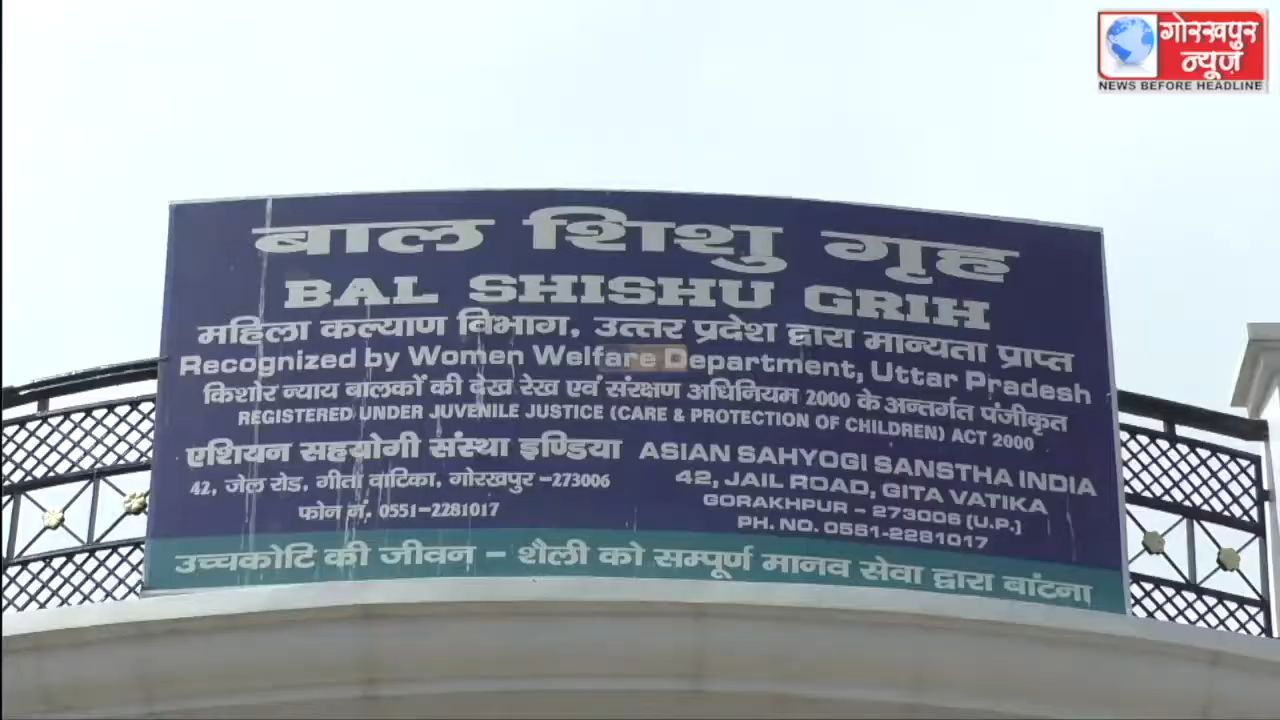 गोरखपुर
न्यूज़
NEWS BEFORE HEADLINE
बाल शिशु गृह
BAL SHISHU GRIH
महिला कल्याण विभाग, उत्तर प्रदेश द्वारा मान्यता प्राप्त
Recognized by Women Welfare Department, Uttar Pradesh
किशोर न्याय बालकों की देख रेख एवं संरक्षण अधिनियम 2000 के अन्तर्गत पंजीकृत
REGISTERED UNDER JUVENILE JUSTICE (CARE & PROTECTION OF CHILDREN) ACT 2000
एशियन सहयोगी संस्था इण्डिया
42, जेल रोड, गीता वाटिका, गोरखपुर -273006
फोन नं. 0551-2281017
ASIAN SAHYOGI SANSTHA INDIA
42, JAIL ROAD, GITA VATIKA
GORAKHPUR - 273006 (U.P.)
PH. NO. 0551-2281017
उच्चकोटि की जीवन - शैली को सम्पूर्ण मानव सेवा द्वारा बांटना